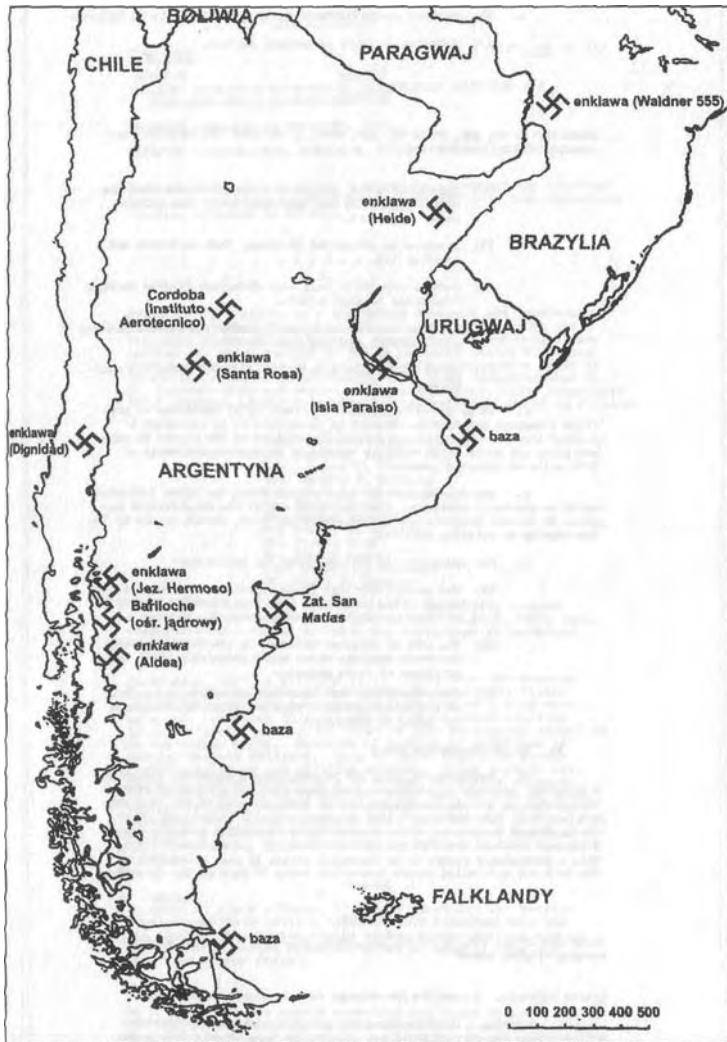 BOLIWIA
PARAGWAJ
CHILE
enklawa (Waldner 555)
enklawa
(Heide)
BRAZYLIA
Cordoba
(instituto
Aerotecnico)
URUGWAJ
enklawa
(Santa Rosa)
enklawa
(Isla Paraiso)
enklawa
(Dignidad)
baza
ARGENTYNA
enklawa
(Jez. Hermoso)
Bariloche
(ośr. jądrowy)
enklawa
(Aldea)
Zat. San
Matias
baza
FALKLANDY
baza
0 100 200 300 400 500